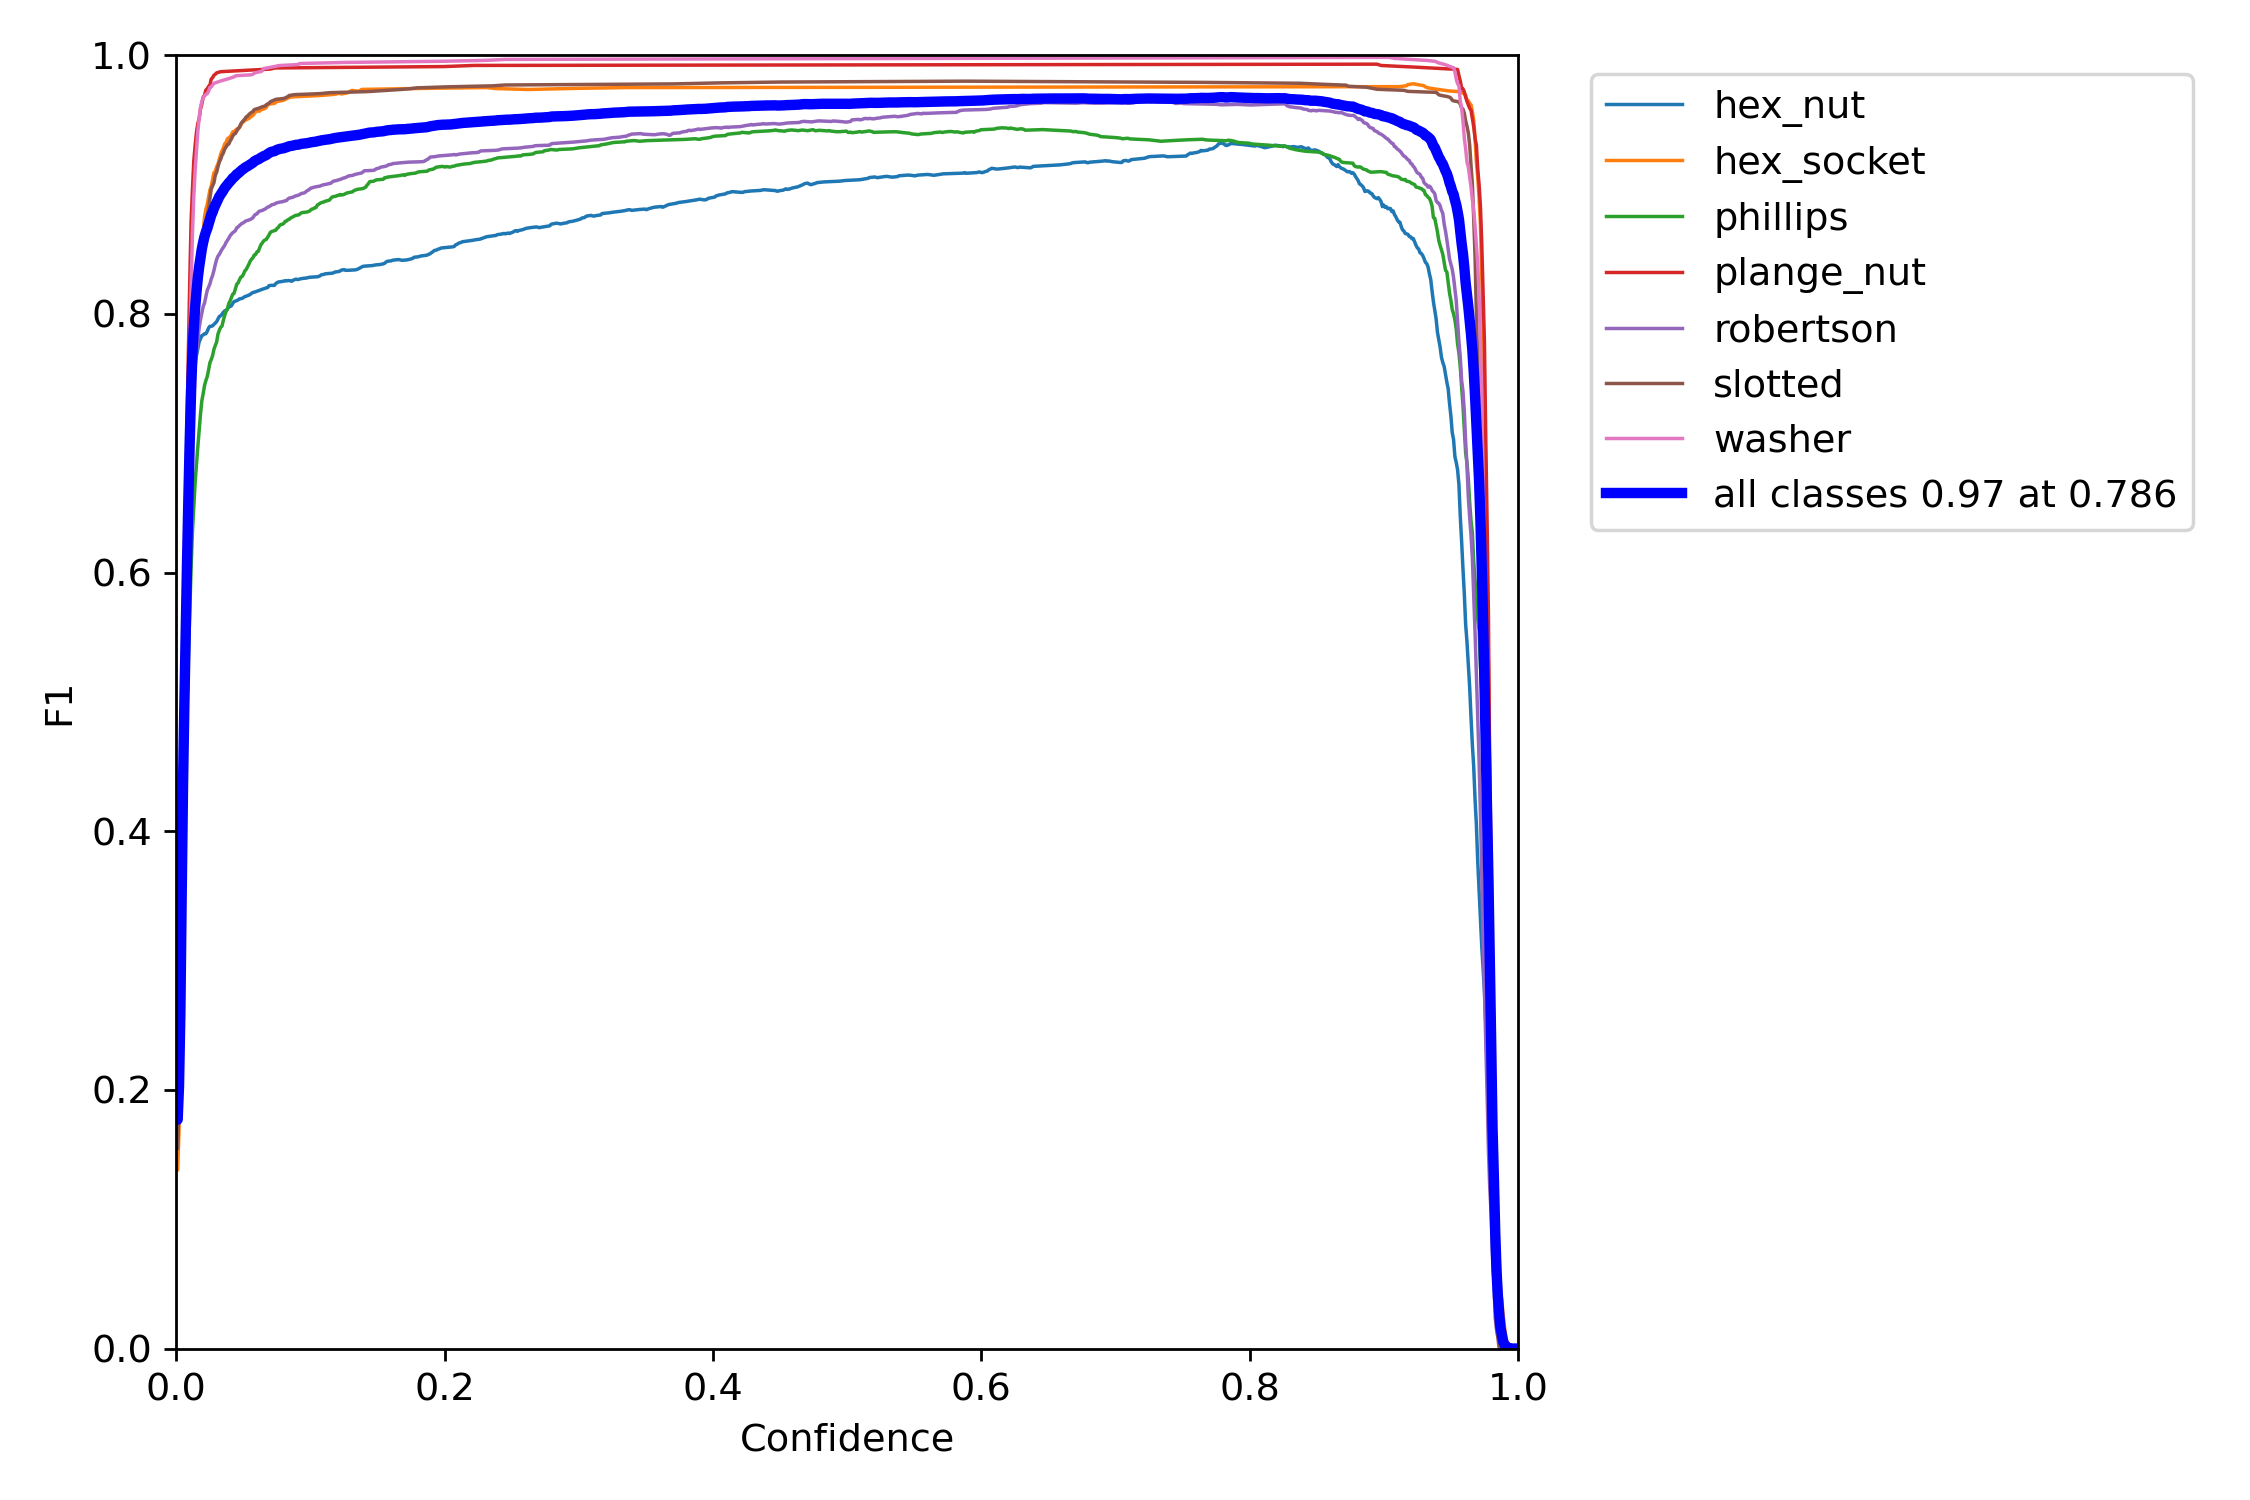 1.0
0.8
0.6
0.4
0.2
0.0
F1
0.0 0.2 0.4 0.6 0.8 1.0
Confidence
hex_nut
hex_socket
phillips
plange_nut
robertson
slotted
washer
all classes 0.97 at 0.786